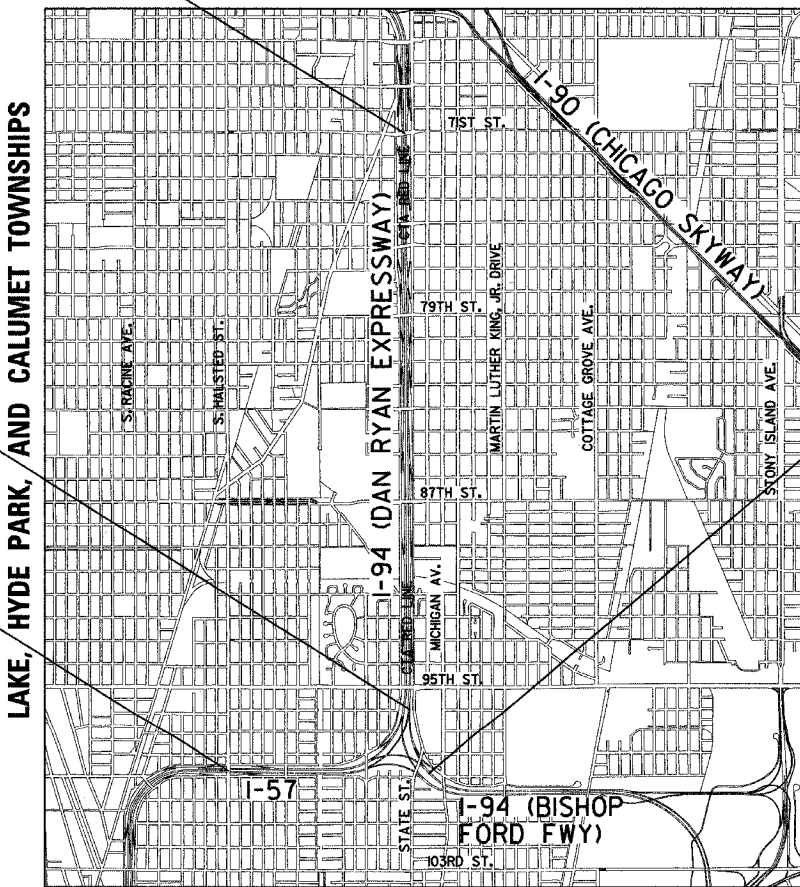 LAKE, HYDE PARK, AND CALUMET TOWNSHIPS
I-90 (CHICAGO SKYWAY)
71ST ST.
CTA RED LINE
I-94 (DAN RYAN EXPRESSWAY)
MARTIN LUTHER KING, JR. DRIVE
79TH ST.
COTTAGE GROVE AVE.
S. RACINE AVE.
S. HALSTED ST.
STONY ISLAND AVE.
87TH ST.
MICHIGAN AV.
CTA RED LINE
95TH ST.
I-57
STATE ST.
I-94 (BISHOP
FORD FWY)
103RD ST.